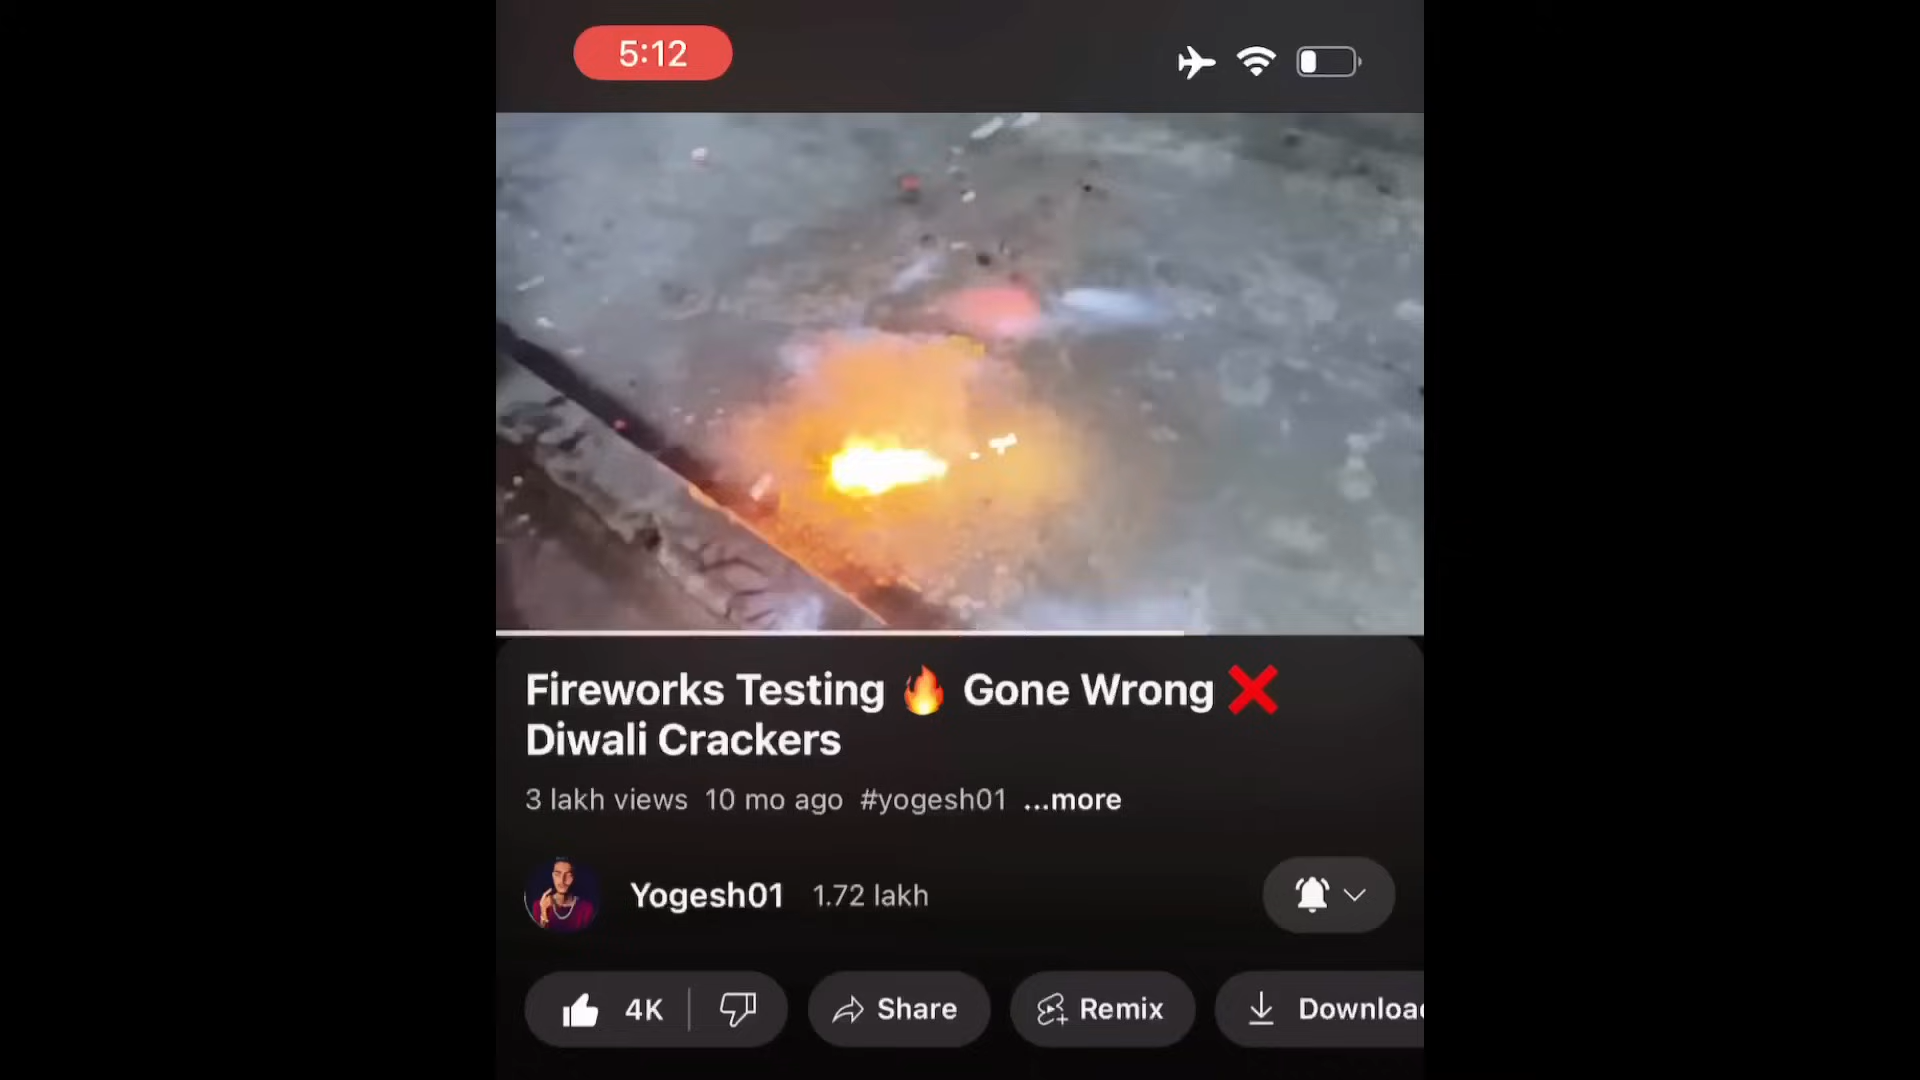 5:12
Fireworks Testing 🔥 Gone Wrong ❌
Diwali Crackers
3 lakh views 10 mo ago #yogesh01 ...more
Yogesh01 1.72 lakh
4K Share Remix Downloa